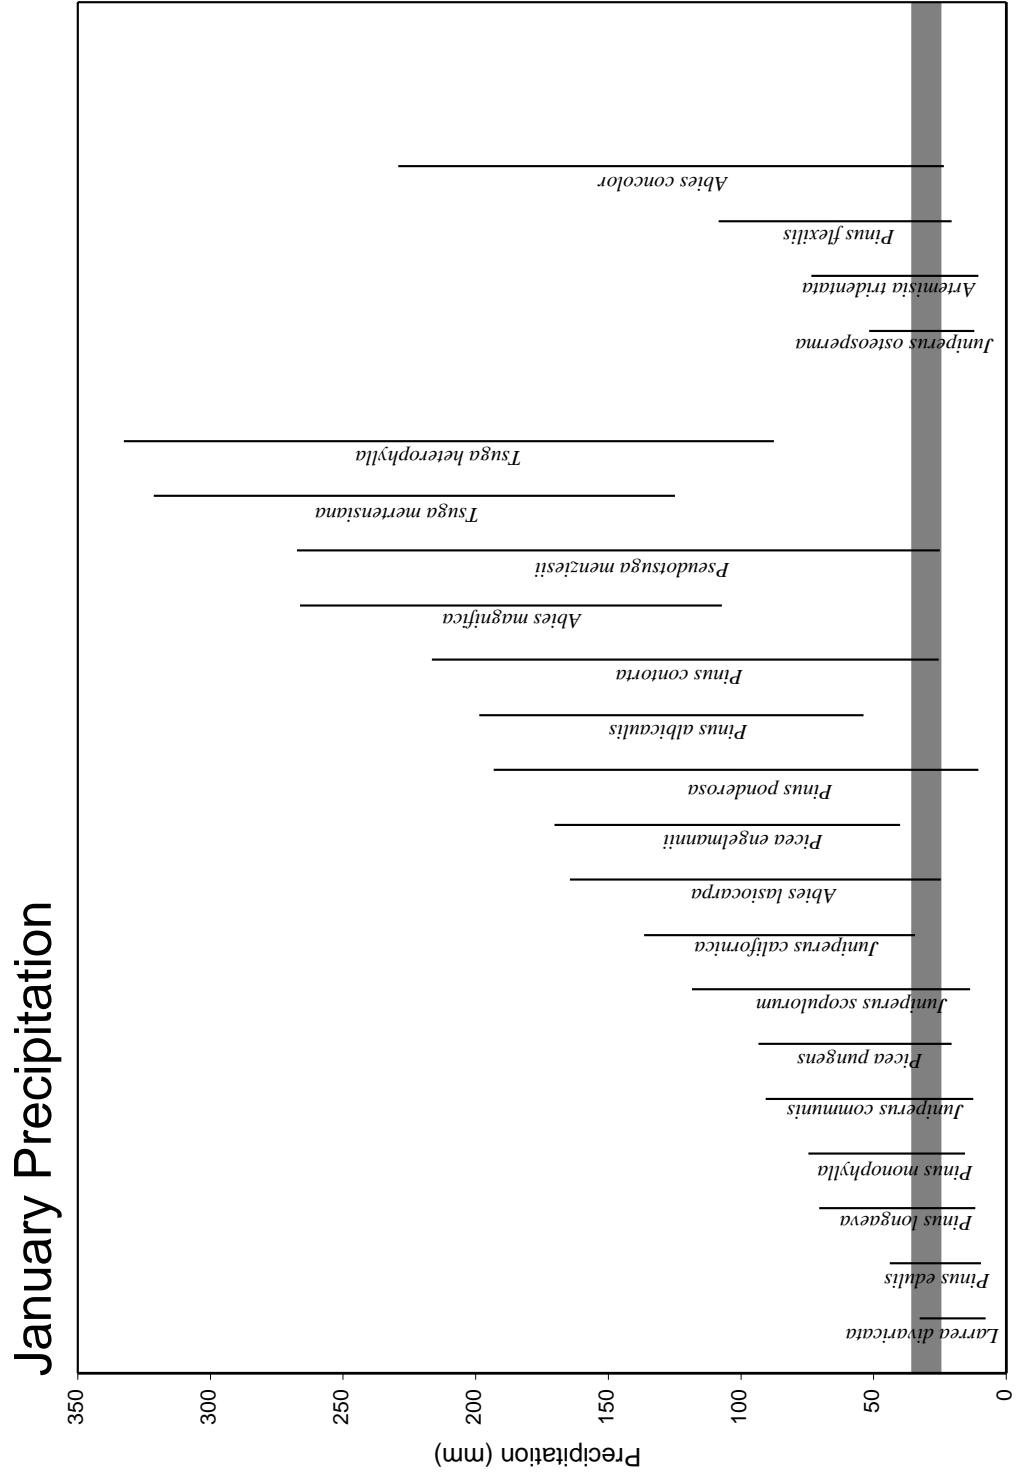 January Precipitation
Precipitation (mm)
350
300
250
200
150
100
50
0
Larrea divaricata
Pinus edulis
Pinus longaeva
Pinus monophylla
Juniperus communis
Picea pungens
Juniperus scopulorum
Juniperus californica
Abies lasiocarpa
Picea engelmannii
Pinus ponderosa
Pinus albicaulis
Pinus contorta
Abies magnifica
Pseudotsuga menziesii
Tsuga mertensiana
Tsuga heterophylla
Juniperus osteosperma
Artemisia tridentata
Pinus flexilis
Abies concolor